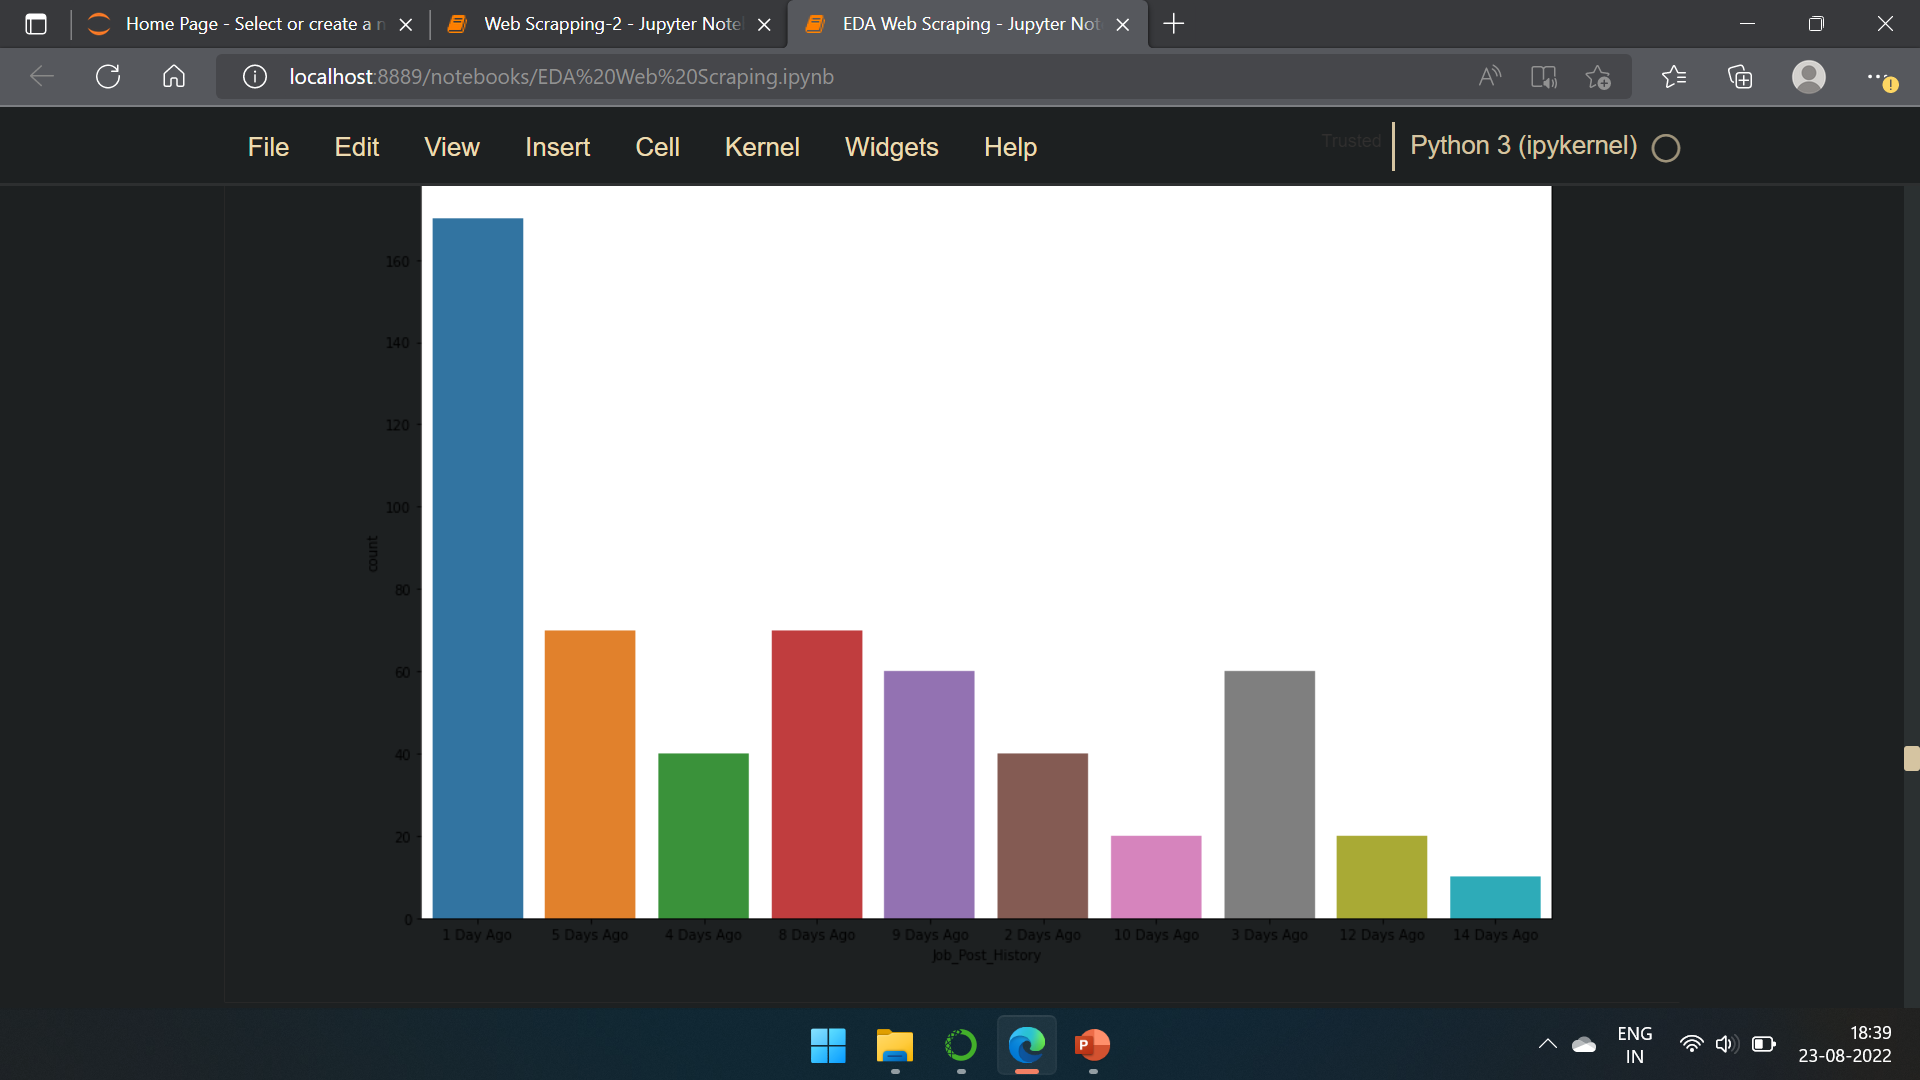 Home Page - Select or create a n
Web Scrapping-2 - Jupyter Note
EDA Web Scraping - Jupyter Not
localhost:8889/notebooks/EDA%20Web%20Scraping.ipynb
File Edit View Insert Cell Kernel Widgets Help
Trusted
Python 3 (ipykernel)
160
140
120
100
80
60
40
20
0
count
1 Day Ago 5 Days Ago 4 Days Ago 8 Days Ago 9 Days Ago 2 Days Ago 10 Days Ago 3 Days Ago 12 Days Ago 14 Days Ago
Job_Post_History
P
ENG
IN
18:39
23-08-2022